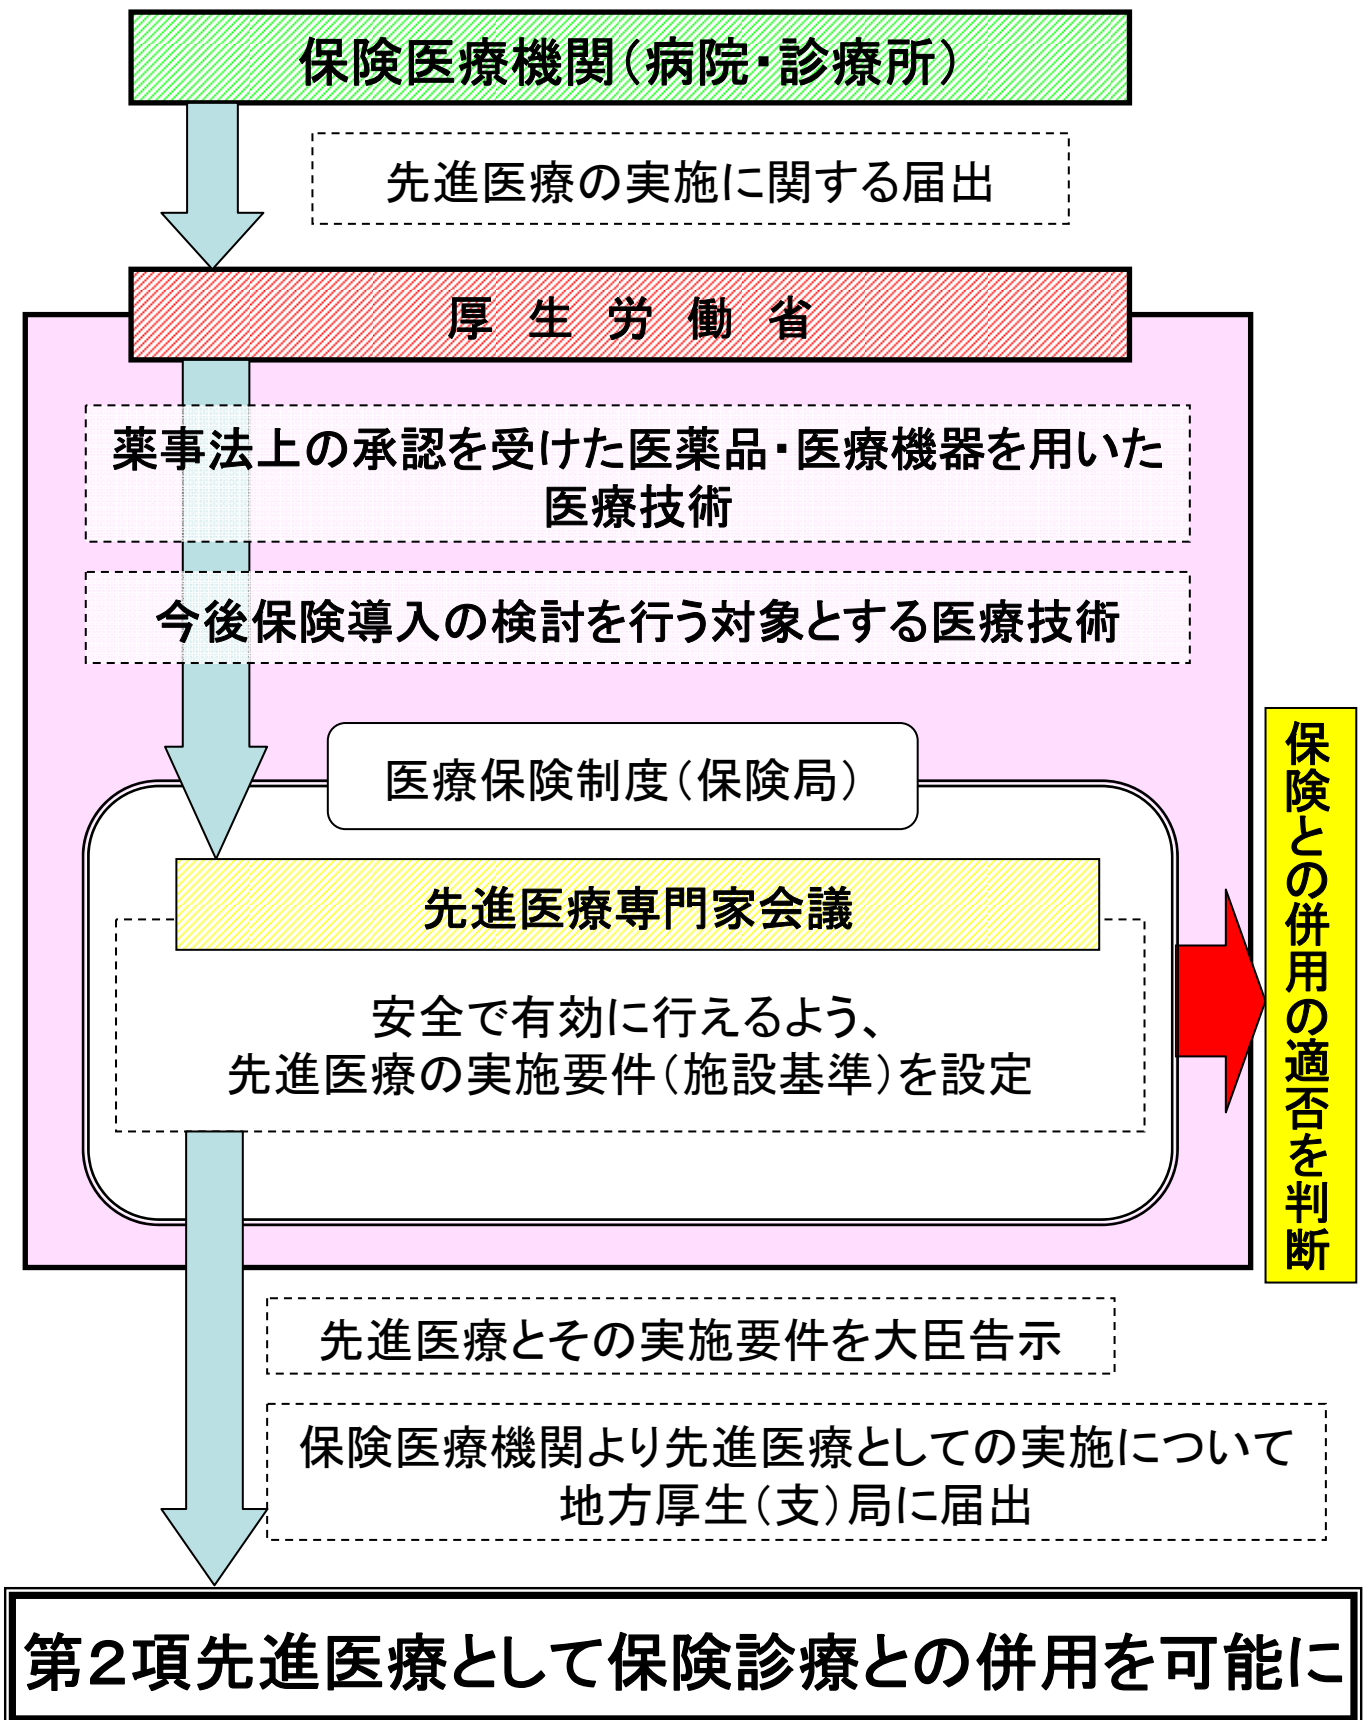 保険医療機関（病院・診療所）
先進医療の実施に関する届出
厚　生　労　働　省
薬事法上の承認を受けた医薬品・医療機器を用いた
医療技術
今後保険導入の検討を行う対象とする医療技術
医療保険制度（保険局）
先進医療専門家会議
安全で有効に行えるよう、
先進医療の実施要件（施設基準）を設定
保険との併用の適否を判断
先進医療とその実施要件を大臣告示
保険医療機関より先進医療としての実施について
地方厚生（支）局に届出
第２項先進医療として保険診療との併用を可能に